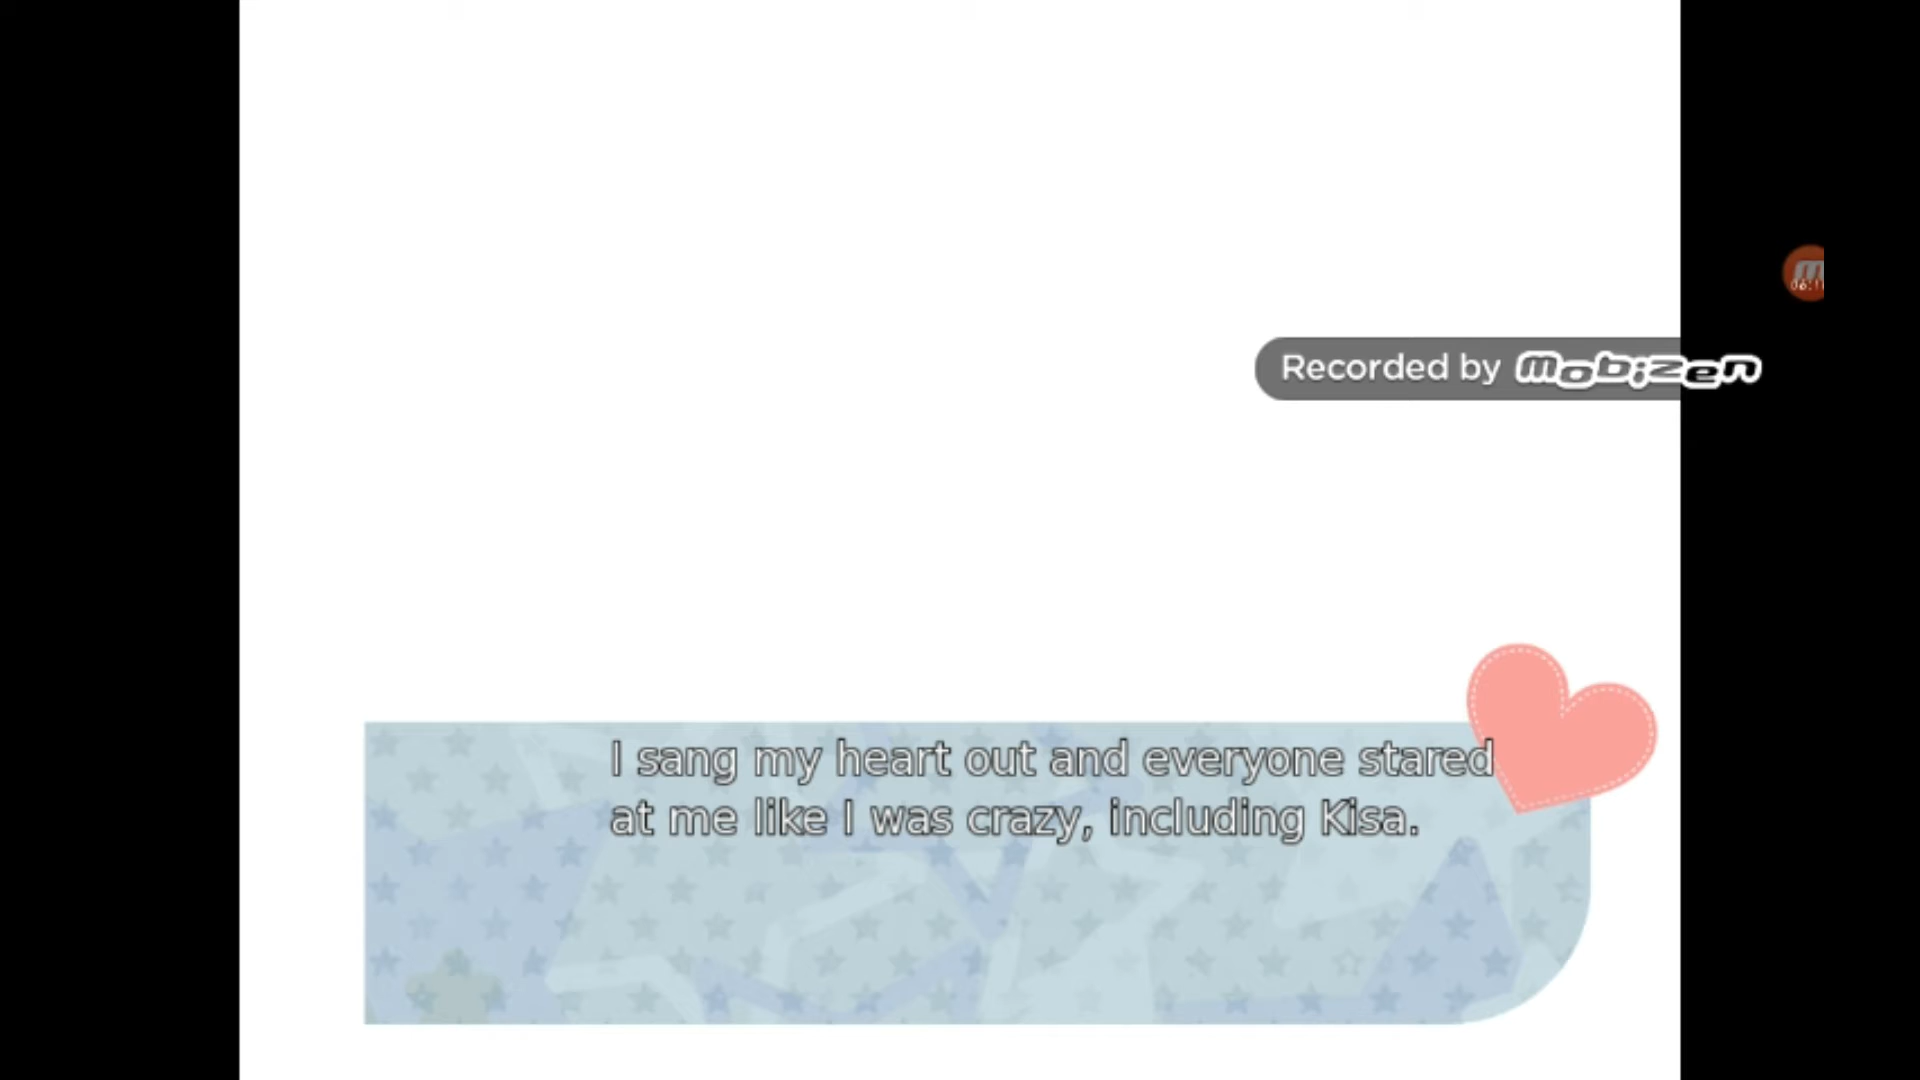 Recorded by mobizen
I sang my heart out and everyone stared
at me like I was crazy, including Kisa.